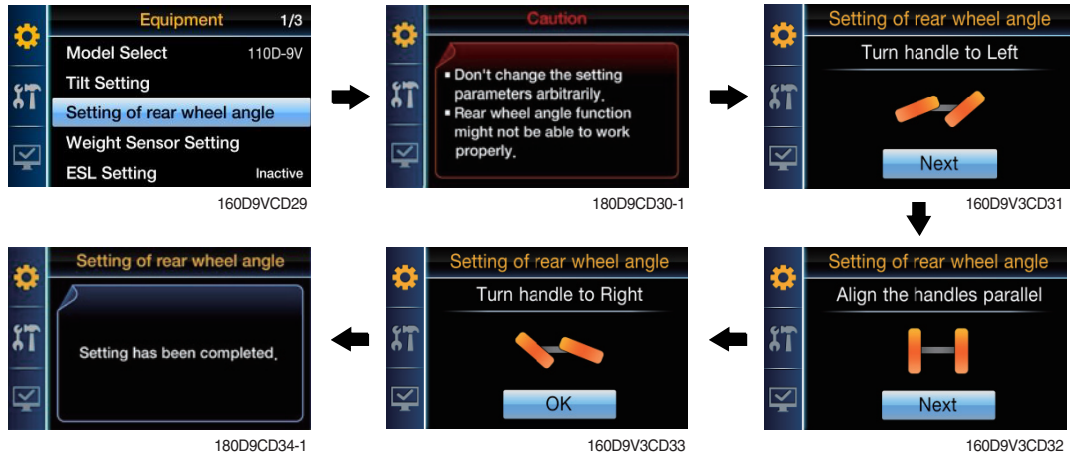 Equipment 1/3
Model Select 110D-9V
Tilt Setting
Setting of rear wheel angle
Weight Sensor Setting
ESL Setting Inactive
160D9VCD29
Caution
▪ Don't change the setting
parameters arbitrarily.
▪ Rear wheel angle function
might not be able to work
properly.
180D9CD30-1
Setting of rear wheel angle
Turn handle to Left
Next
160D9V3CD31
Setting of rear wheel angle
Align the handles parallel
Next
160D9V3CD32
Setting of rear wheel angle
Turn handle to Right
OK
160D9V3CD33
Setting of rear wheel angle
Setting has been completed.
180D9CD34-1